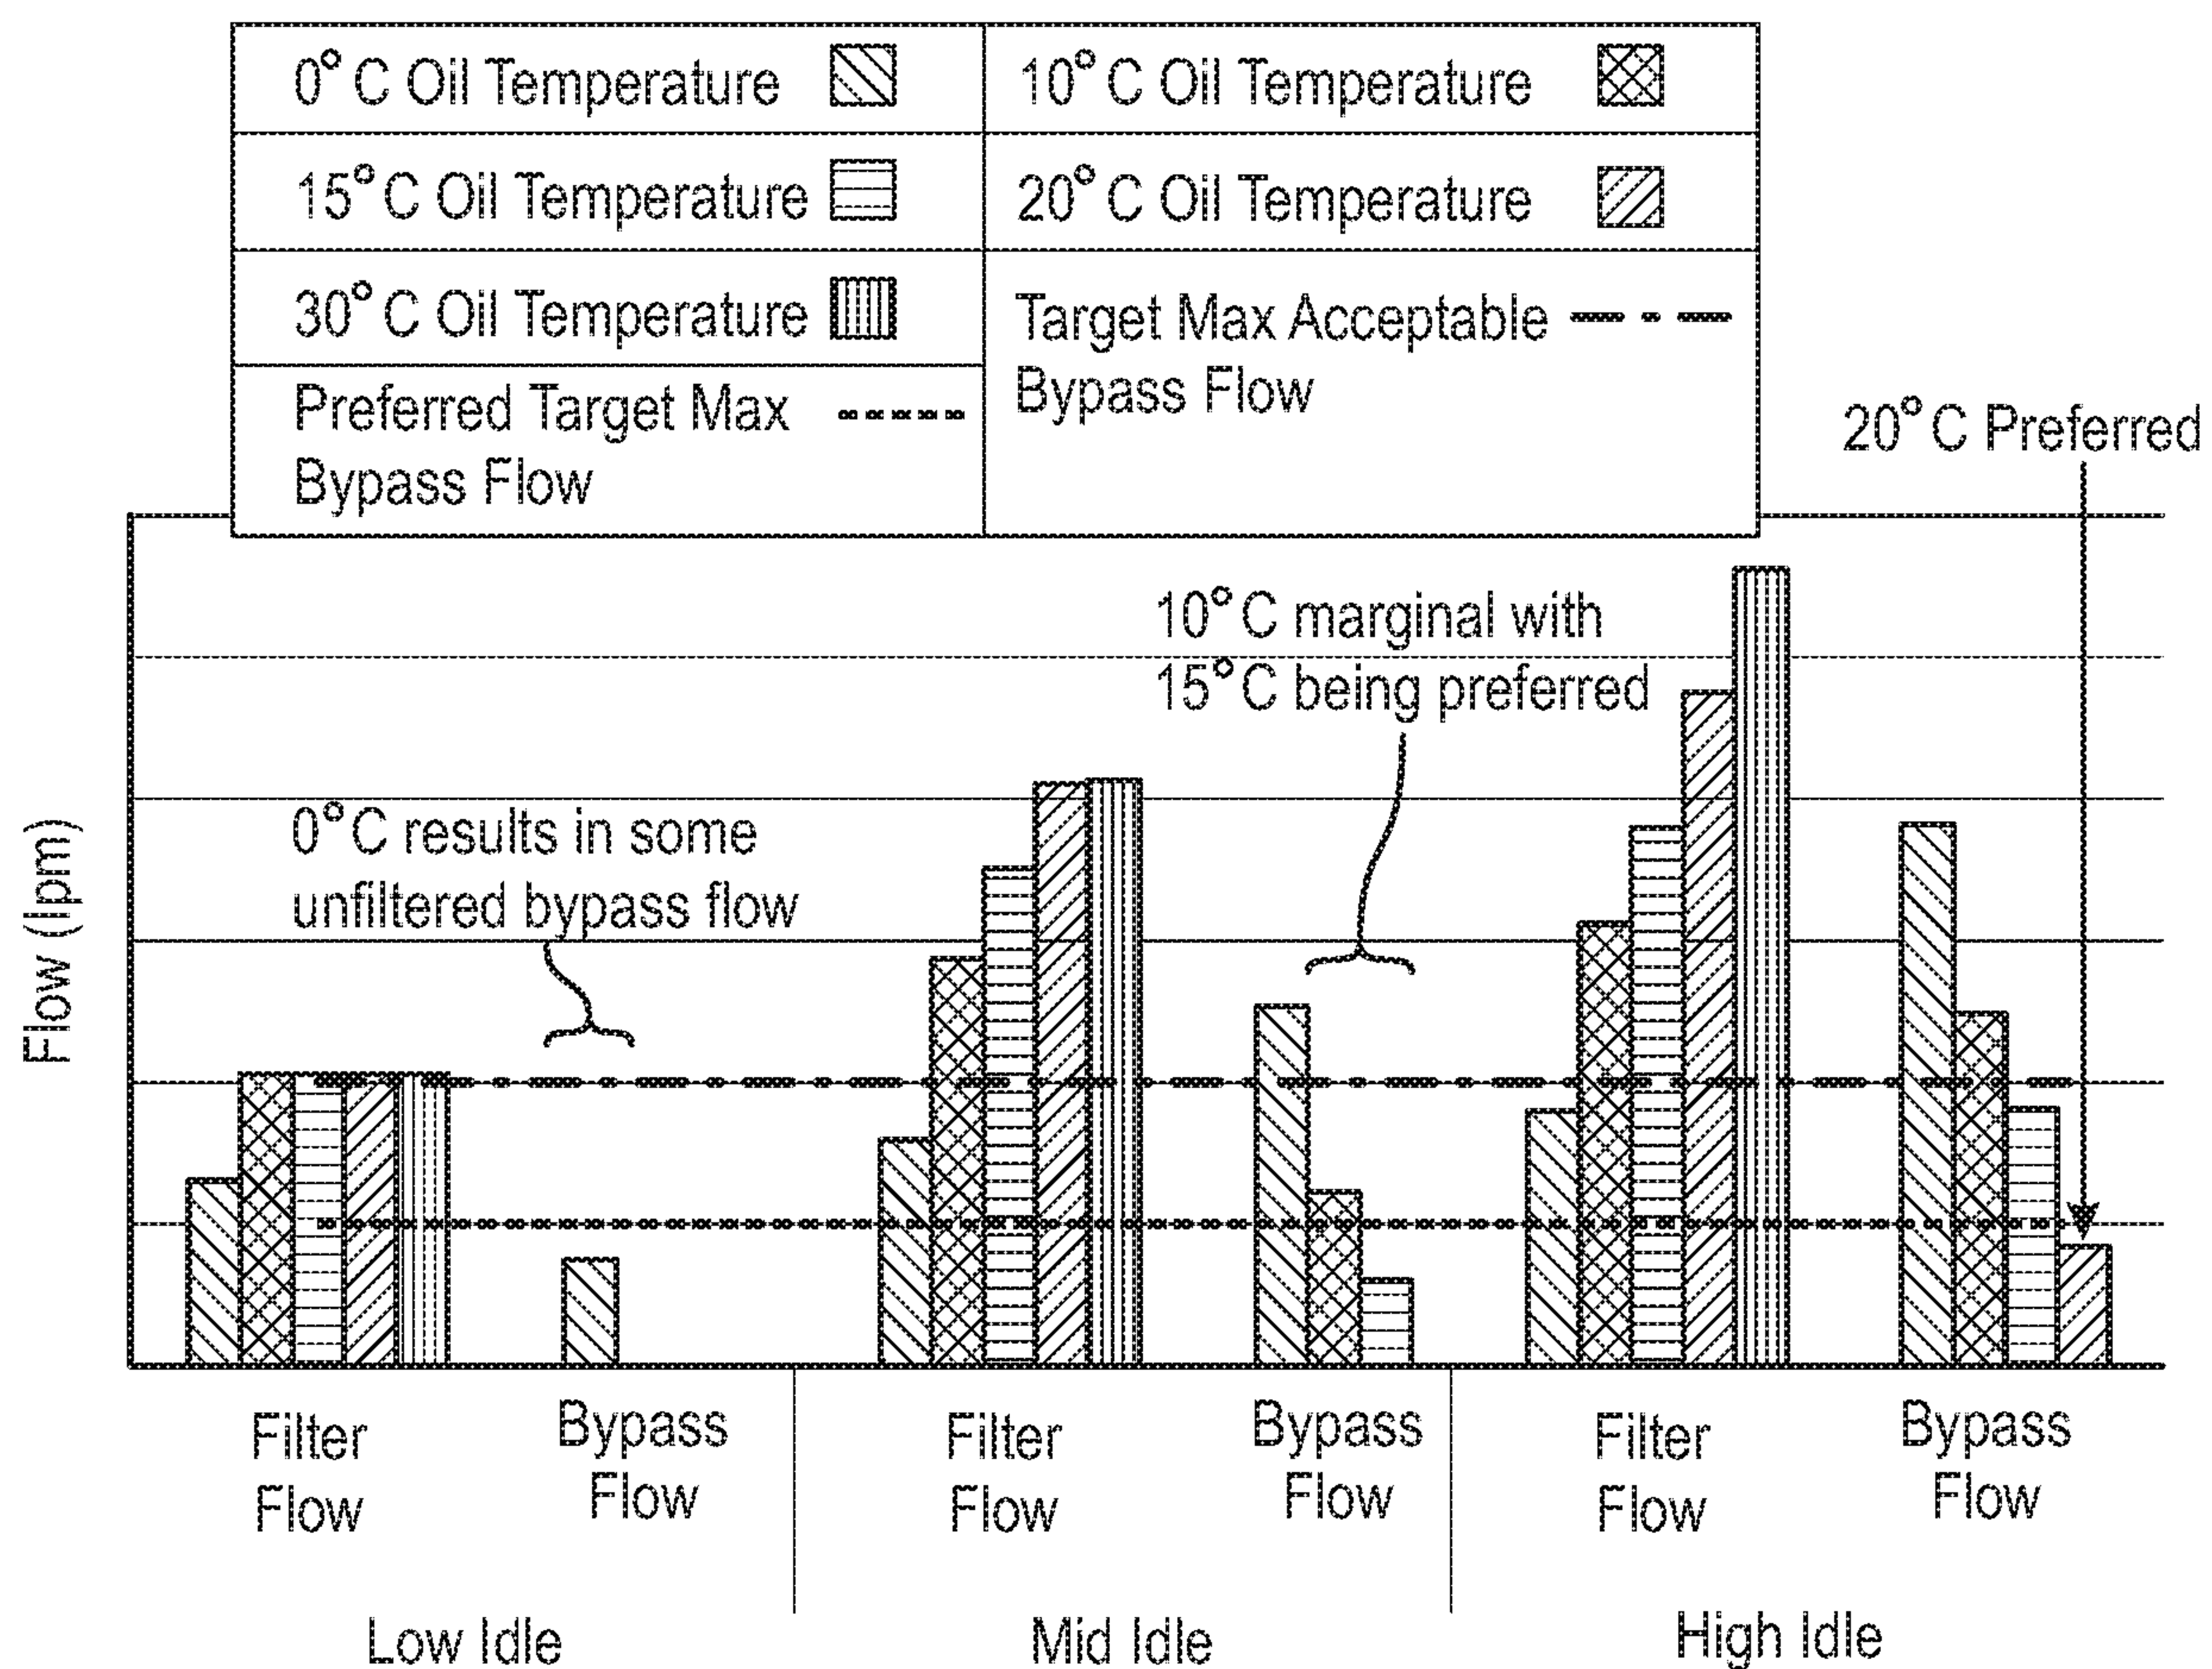 0°C Oil Temperature
10°C Oil Temperature
15°C Oil Temperature
20°C Oil Temperature
30°C Oil Temperature
Target Max Acceptable
Bypass Flow
Preferred Target Max
Bypass Flow
20°C Preferred
10°C marginal with
15°C being preferred
0°C results in some
unfiltered bypass flow
Flow (lpm)
Filter
Flow
Bypass
Flow
Filter
Flow
Bypass
Flow
Filter
Flow
Bypass
Flow
Low Idle
Mid Idle
High Idle